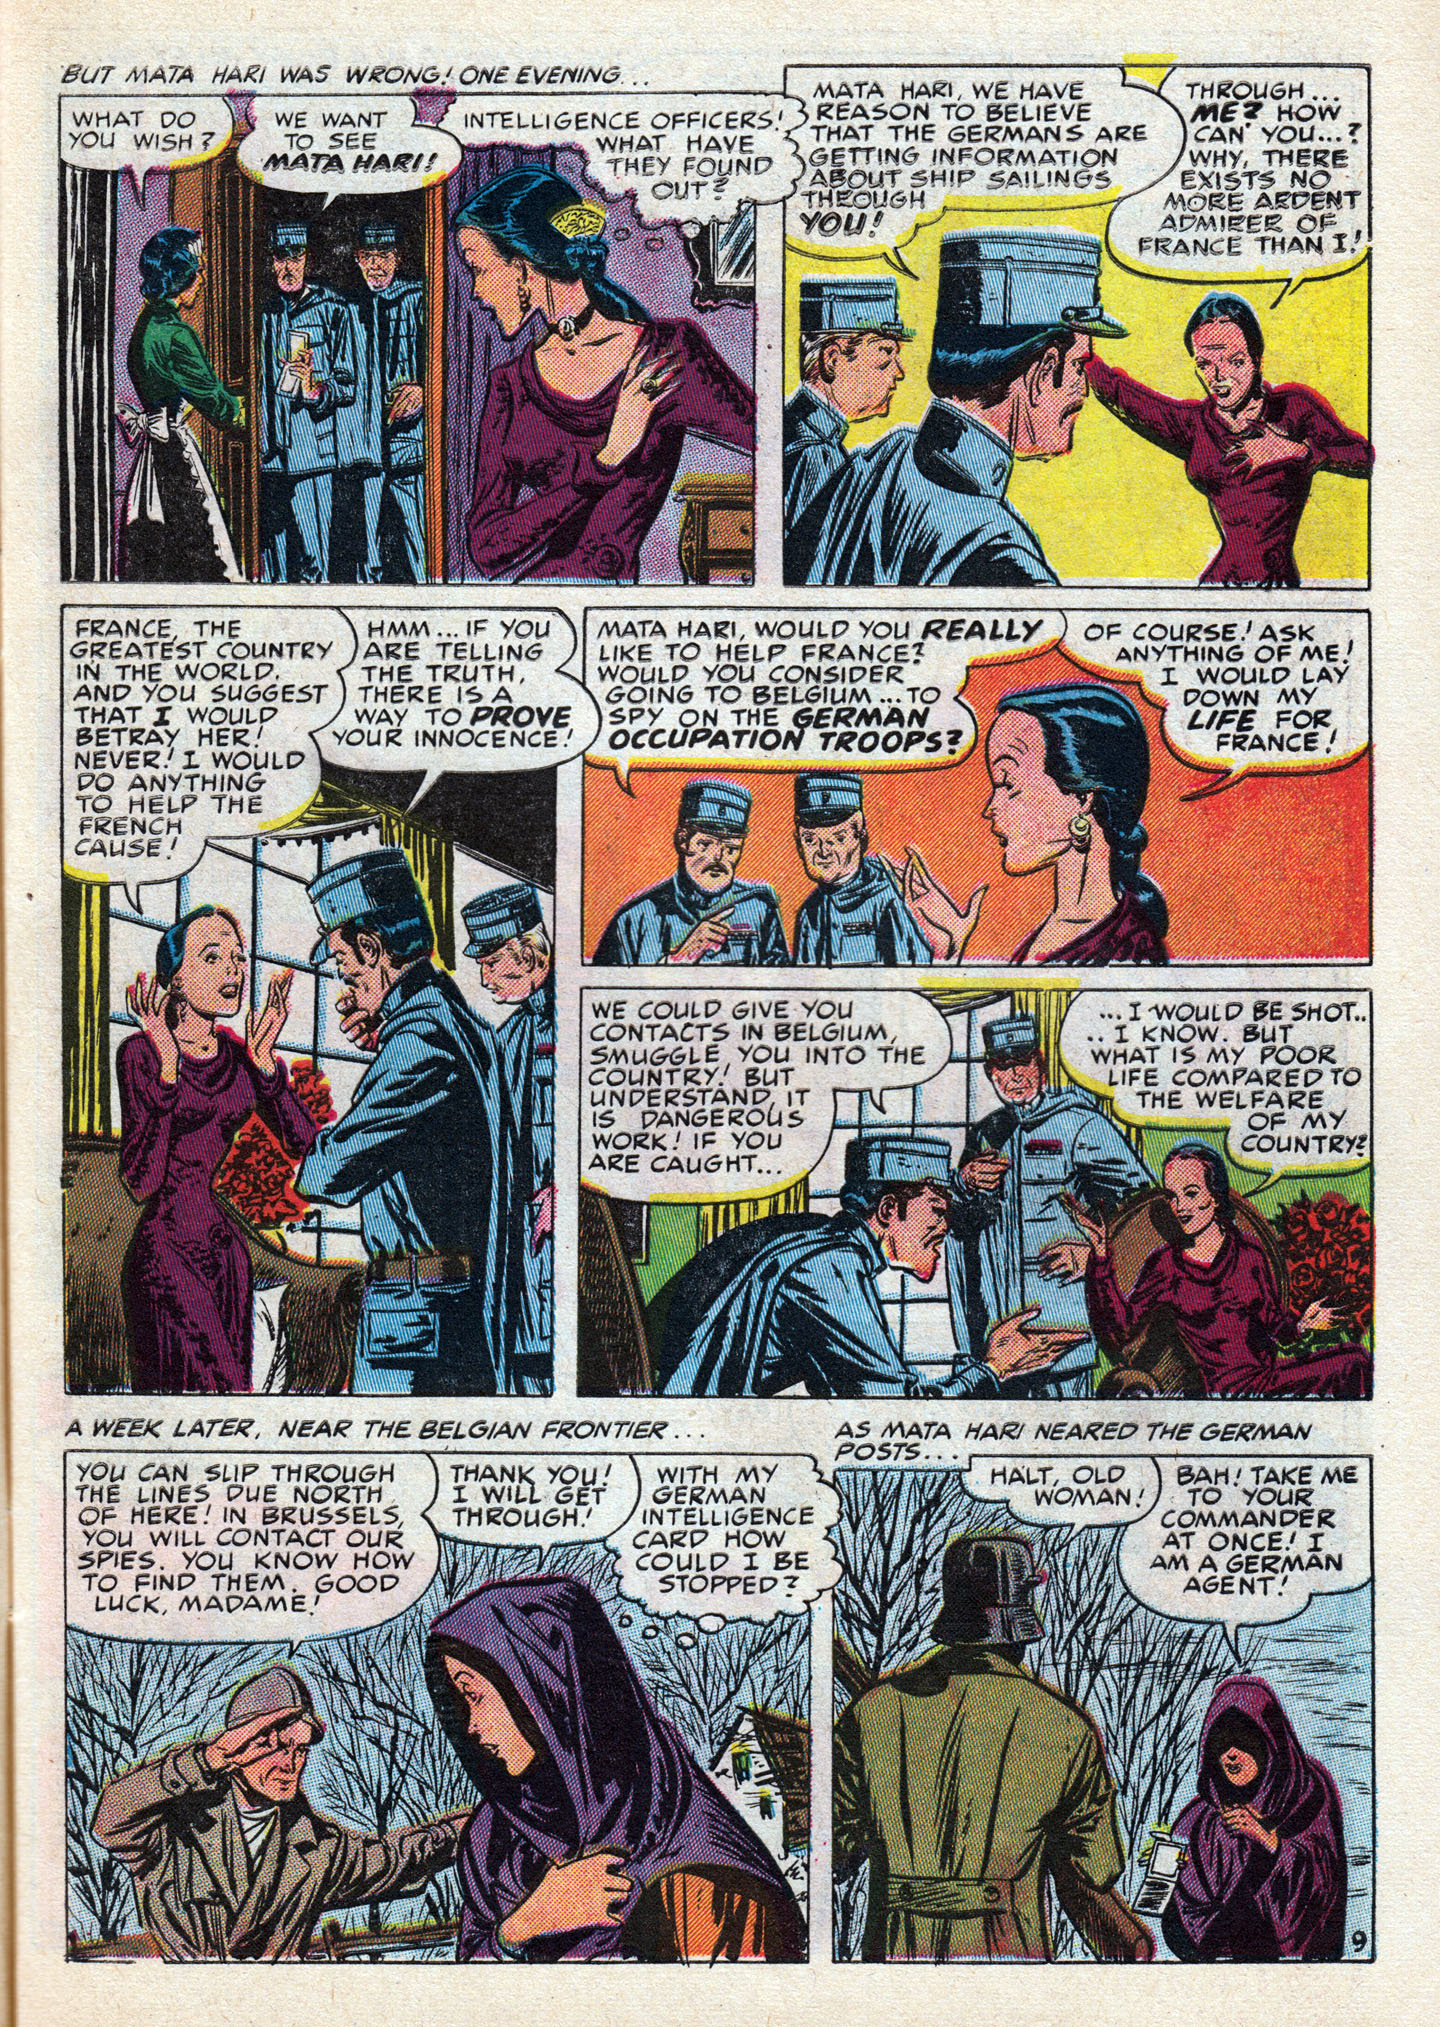 BUT MATA HARI WAS WRONG! ONE EVENING...
WHAT DO
YOU WISH?
WE WANT
TO SEE
MATA HARI!
INTELLIGENCE OFFICERS!
WHAT HAVE
THEY FOUND
OUT?
MATA HARI, WE HAVE
REASON TO BELIEVE
THAT THE GERMANS ARE
GETTING INFORMATION
ABOUT SHIP SAILINGS
THROUGH
YOU!
THROUGH...
ME? HOW
CAN YOU...?
WHY, THERE
EXISTS NO
MORE ARDENT
ADMIRER OF
FRANCE THAN I!
FRANCE, THE
GREATEST COUNTRY
IN THE WORLD.
AND YOU SUGGEST
THAT I WOULD
BETRAY HER!
NEVER! I WOULD
DO ANYTHING
TO HELP THE
FRENCH
CAUSE!
HMM... IF YOU
ARE TELLING
THE TRUTH,
THERE IS A
WAY TO PROVE
YOUR INNOCENCE!
MATA HARI, WOULD YOU REALLY
LIKE TO HELP FRANCE?
WOULD YOU CONSIDER
GOING TO BELGIUM... TO
SPY ON THE GERMAN
OCCUPATION TROOPS?
OF COURSE! ASK
ANYTHING OF ME!
I WOULD LAY
DOWN MY
LIFE FOR
FRANCE!
WE COULD GIVE YOU
CONTACTS IN BELGIUM,
SMUGGLE YOU INTO THE
COUNTRY! BUT
UNDERSTAND, IT
IS DANGEROUS
WORK! IF YOU
ARE CAUGHT...
...I WOULD BE SHOT..
.. I KNOW. BUT
WHAT IS MY POOR
LIFE COMPARED TO
THE WELFARE
OF MY
COUNTRY?
A WEEK LATER, NEAR THE BELGIAN FRONTIER...
YOU CAN SLIP THROUGH
THE LINES DUE NORTH
OF HERE! IN BRUSSELS,
YOU WILL CONTACT OUR
SPIES. YOU KNOW HOW
TO FIND THEM. GOOD
LUCK, MADAME!
THANK YOU!
I WILL GET
THROUGH!
WITH MY
GERMAN
INTELLIGENCE
CARD HOW
COULD I BE
STOPPED?
AS MATA HARI NEARED THE GERMAN
POSTS...
HALT, OLD
WOMAN!
BAH! TAKE ME
TO YOUR
COMMANDER
AT ONCE! I
AM A GERMAN
AGENT!
9